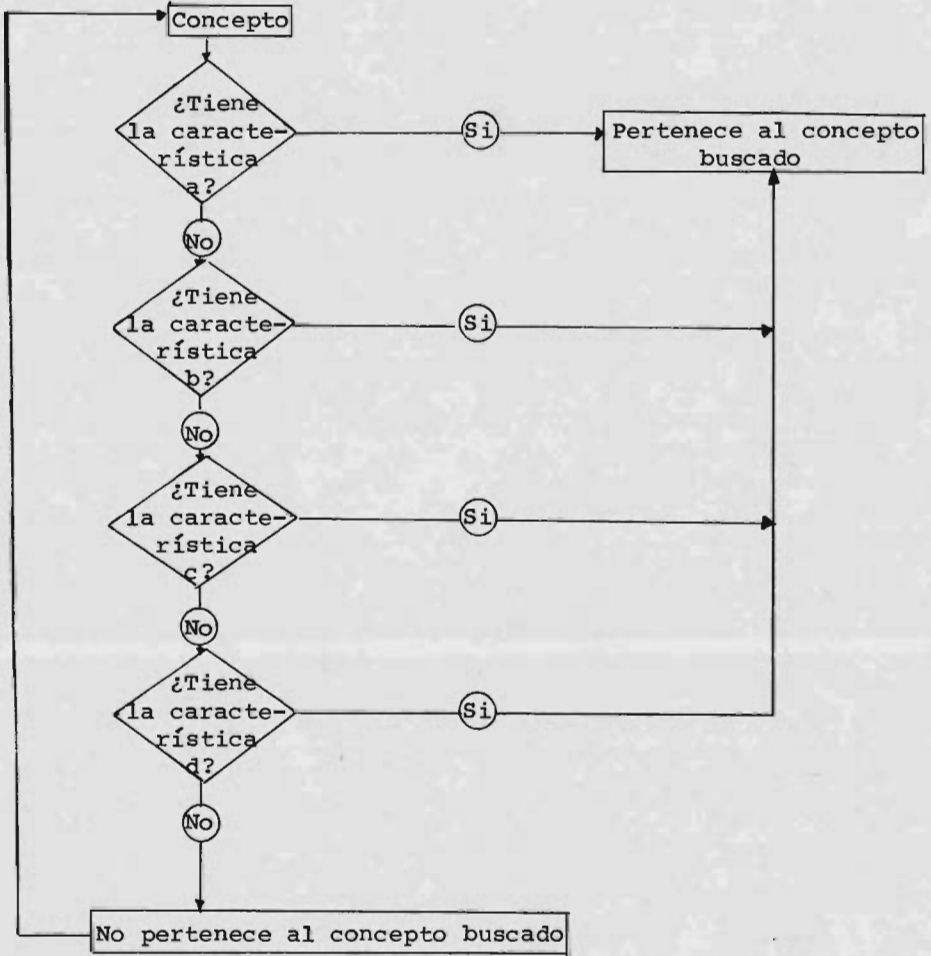 Concepto
¿Tiene
la caracte-
rística
a?
Si
Pertenece al concepto
buscado
No
¿Tiene
la caracte-
rística
b?
Si
No
¿Tiene
la caracte-
rística
c?
Si
No
¿Tiene
la caracte-
rística
d?
Si
No
No pertenece al concepto buscado